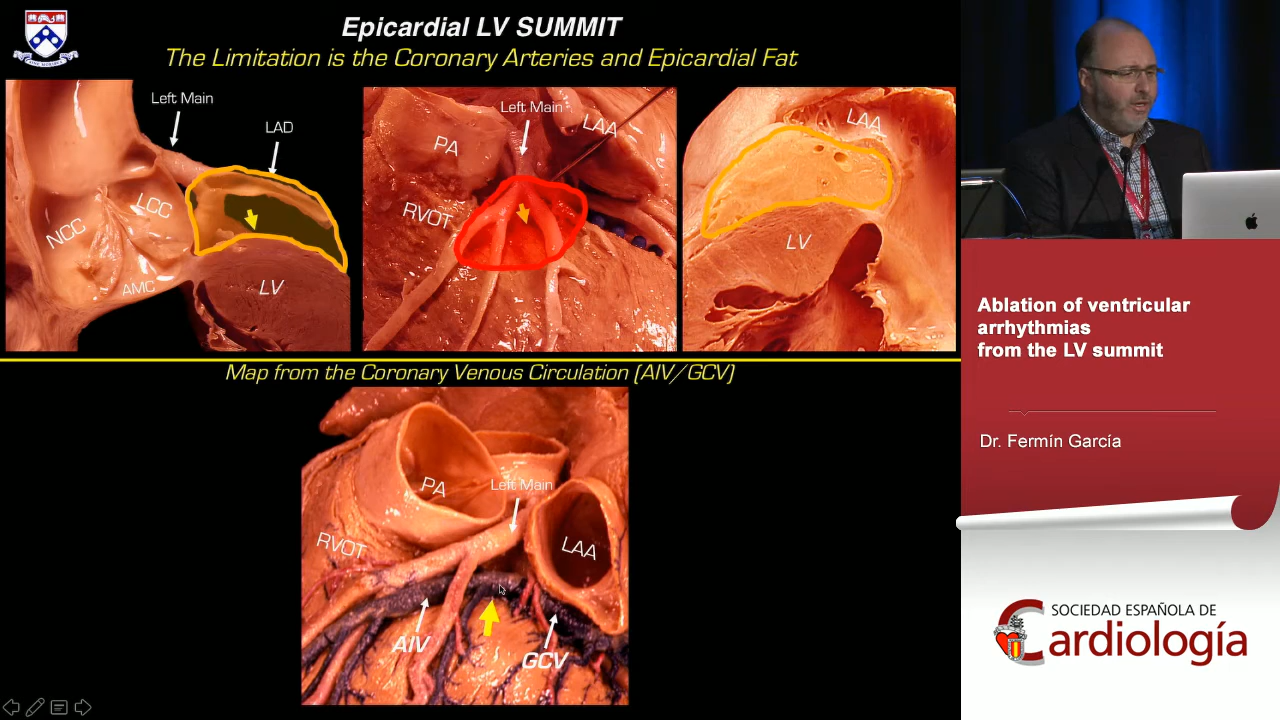 Epicardial LV SUMMIT
The Limitation is the Coronary Arteries and Epicardial Fat
Left Main
LAD
NCC
LCC
AMC
LV
Left Main
PA
LAA
RVOT
LAA
LV
Map from the Coronary Venous Circulation (AIV/GCV)
PA
Left Main
RVOT
LAA
AIV
GCV
Ablation of ventricular
arrhythmias
from the LV summit
Dr. Fermín García
SOCIEDAD ESPAÑOLA DE
Cardiología